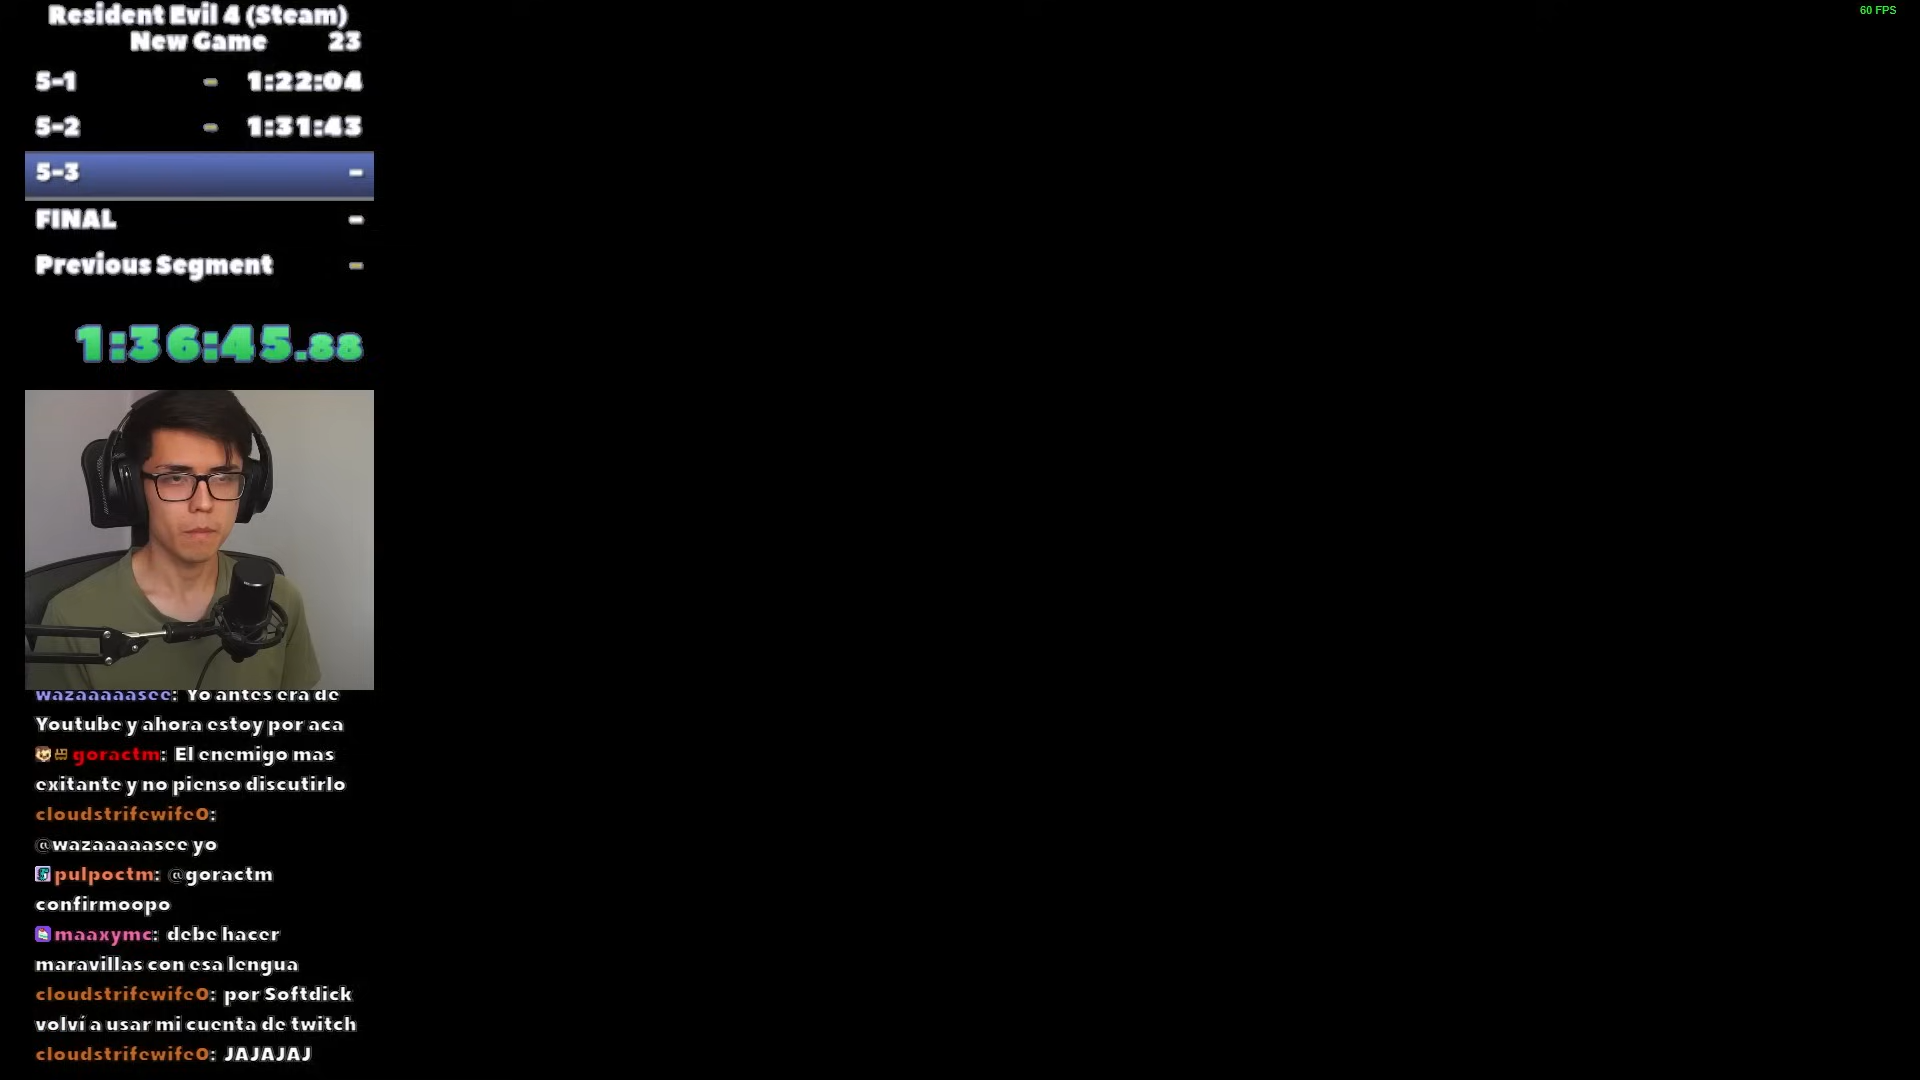 Resident Evil 4 (Steam)
New Game 23
5-1 - 1:22:04
5-2 - 1:31:43
5-3 -
FINAL -
Previous Segment -
1:36:45.88
wazaaaaasee: Yo antes era de
Youtube y ahora estoy por aca
goractm: El enemigo mas
exitante y no pienso discutirlo
cloudstrifewife0:
@wazaaaaasee yo
pulpoctm: @goractm
confirmoopo
maaxymc: debe hacer
maravillas con esa lengua
cloudstrifewife0: por Softdick
volví a usar mi cuenta de twitch
cloudstrifewife0: JAJAJAJ
60 FPS